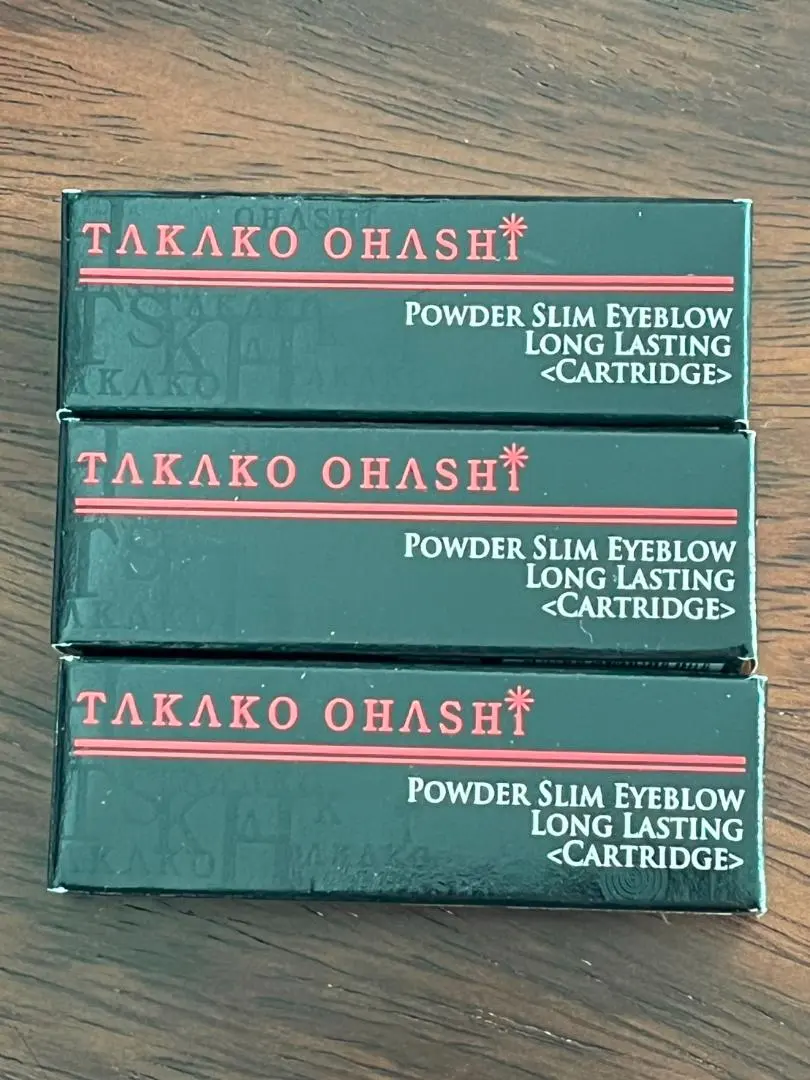 TAKAKO OHASHI
POWDER SLIM EYEBLOW
LONG LASTING
<CARTRIDGE>
TAKAKO OHASHI
POWDER SLIM EYEBLOW
LONG LASTING
<CARTRIDGE>
TAKAKO OHASHI
POWDER SLIM EYEBLOW
LONG LASTING
<CARTRIDGE>